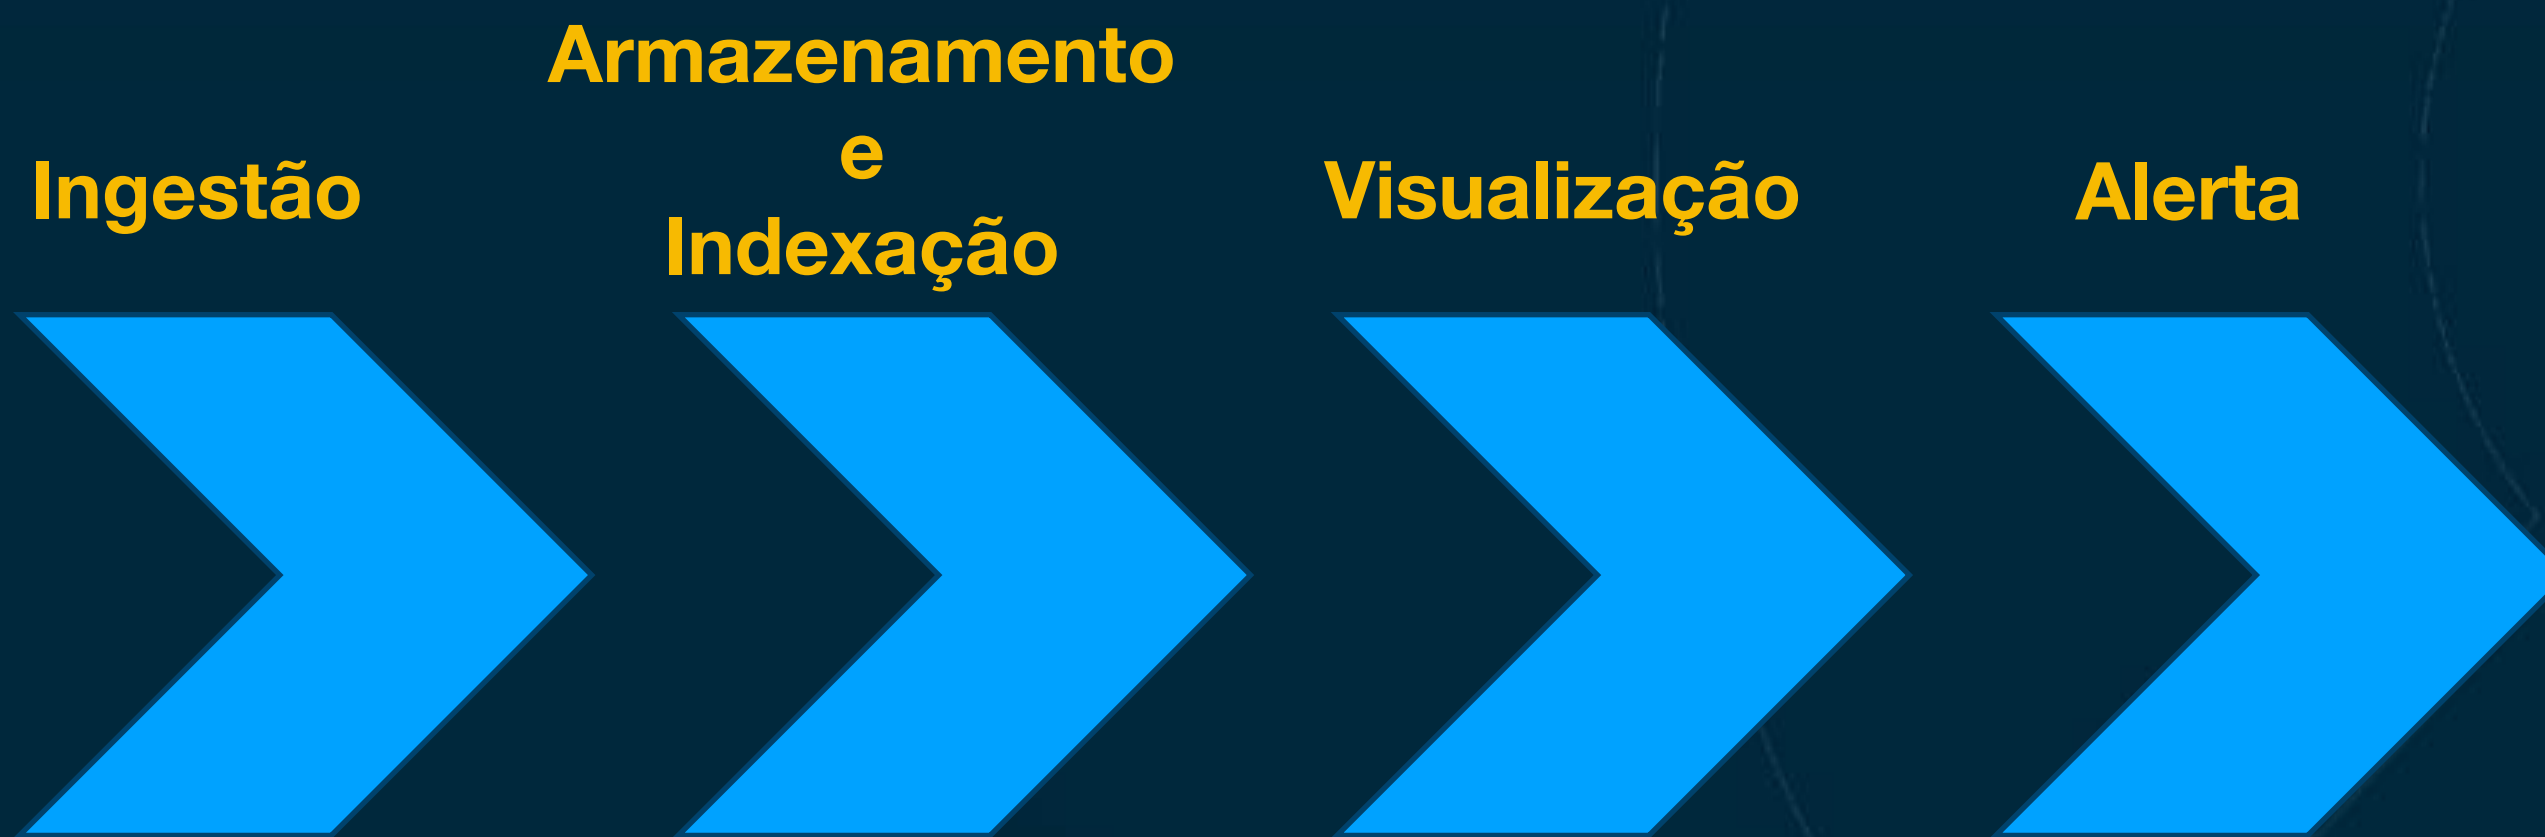 Ingestão
Armazenamento
e
Indexação
Visualização
Alerta